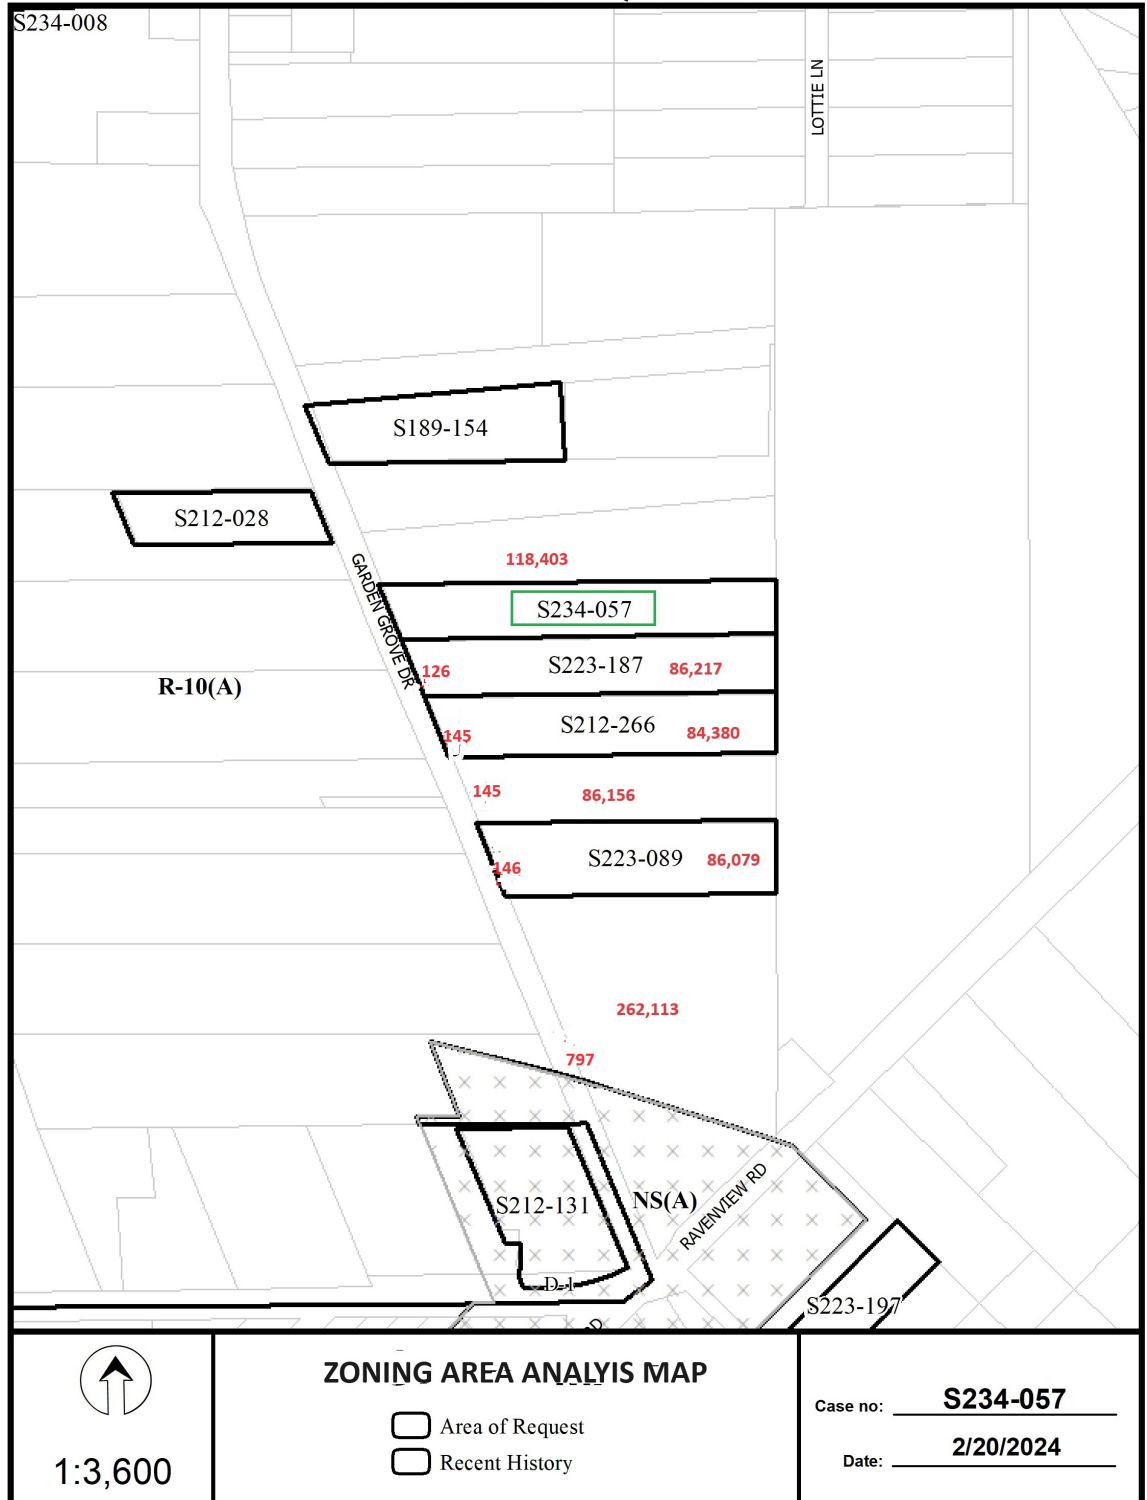 S234-008
LOTTIE LN
S189-154
S212-028
GARDEN GROVE DR
118,403
S234-057
126
S223-187 86,217
R-10(A)
S212-266
145
84,380
145 86,156
S223-089 86,079
146
262,113
797
NS(A)
RAVENVIEW RD
S212-131
D-1
S223-197
RD
ZONING AREA ANALYIS MAP
Area of Request
Recent History
1:3,600
Case no: S234-057
Date: 2/20/2024